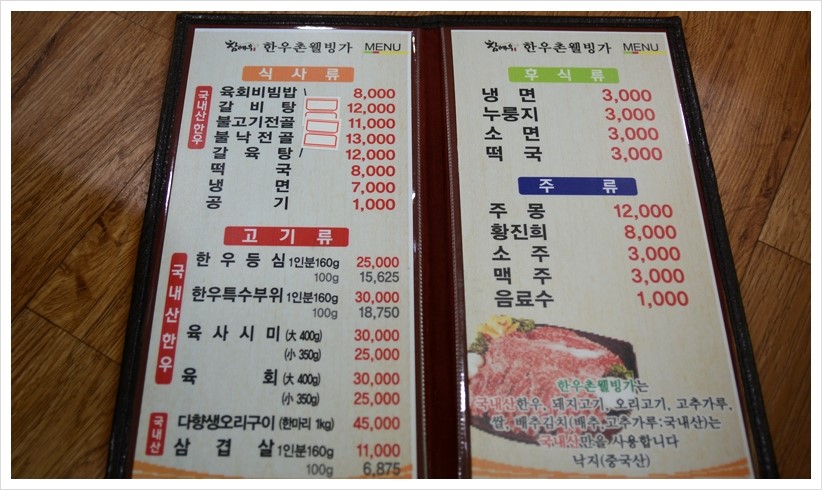 참예우 한우촌웰빙가 MENU
식사류
국내산한우
육회비빔밥 8,000
갈비탕 12,000
불고기전골 11,000
불낙전골 13,000
갈육탕 12,000
떡국 8,000
냉면 7,000
공기 1,000
고기류
국내산한우
한우등심 1인분160g 25,000
100g 15,625
한우특수부위 1인분160g 30,000
100g 18,750
육사시미 (大 400g) 30,000
(小 350g) 25,000
육회 (大 400g) 30,000
(小 350g) 25,000
국내산
다향생오리구이 (한마리 1kg) 45,000
삼겹살 1인분160g 11,000
100g 6,875
참예우 한우촌웰빙가 MENU
후식류
냉면 3,000
누룽지 3,000
소면 3,000
떡국 3,000
주류
주몽 12,000
황진희 8,000
소주 3,000
맥주 3,000
음료수 1,000
한우촌웰빙가는
국내산한우, 돼지고기, 오리고기, 고추가루,
쌀, 배추김치(배추,고추가루:국내산)는
국내산만을 사용합니다
낙지(중국산)